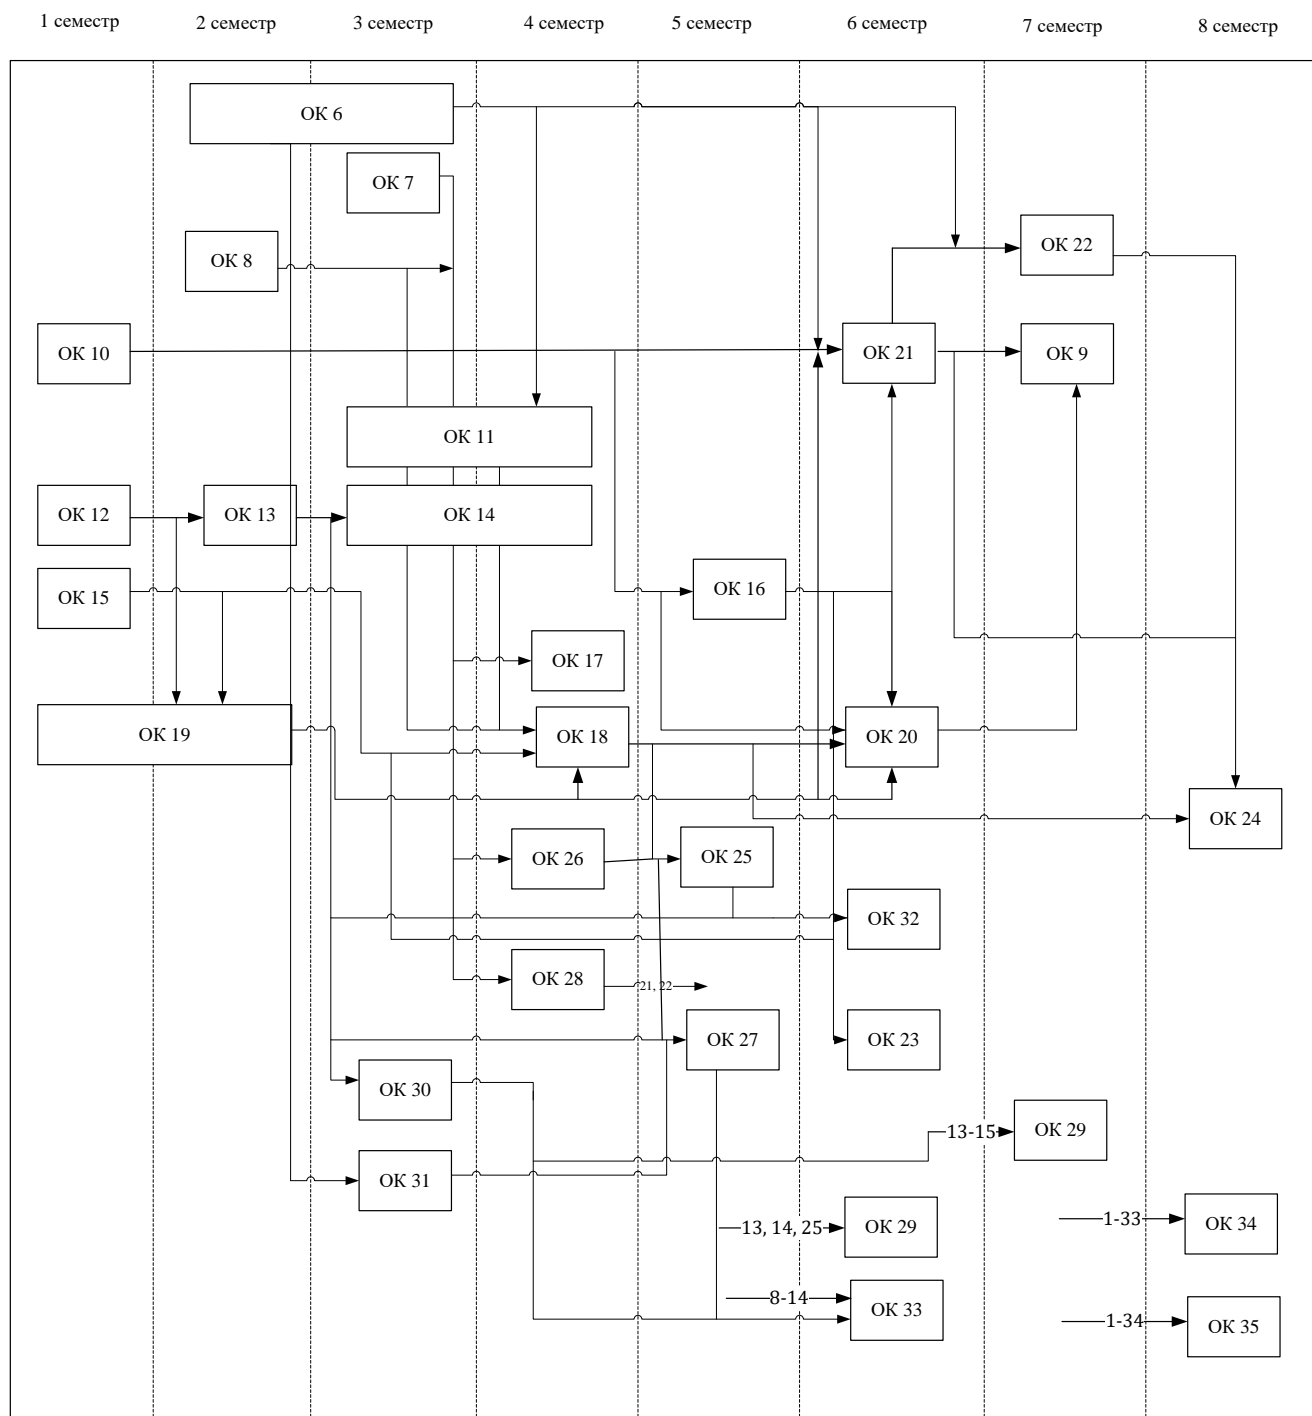 1 семестр
2 семестр
3 семестр
4 семестр
5 семестр
6 семестр
7 семестр
8 семестр
ОК 6
ОК 7
ОК 8
ОК 22
ОК 10
ОК 21
ОК 9
ОК 11
ОК 12
ОК 13
ОК 14
ОК 15
ОК 16
ОК 17
ОК 19
ОК 18
ОК 20
ОК 24
ОК 26
ОК 25
ОК 32
ОК 28
21, 22
ОК 27
ОК 23
ОК 30
13-15
ОК 29
ОК 31
13, 14, 25
ОК 29
1-33
ОК 34
8-14
ОК 33
1-34
ОК 35